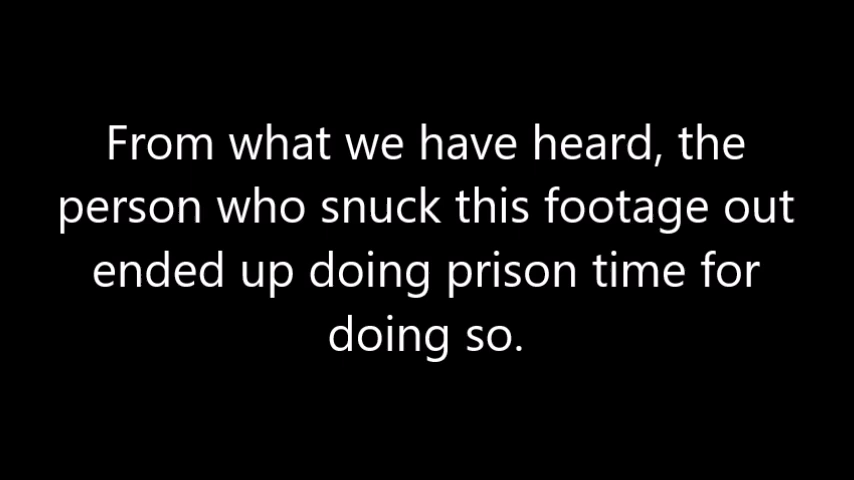 From what we have heard, the
person who snuck this footage out
ended up doing prison time for
doing so.